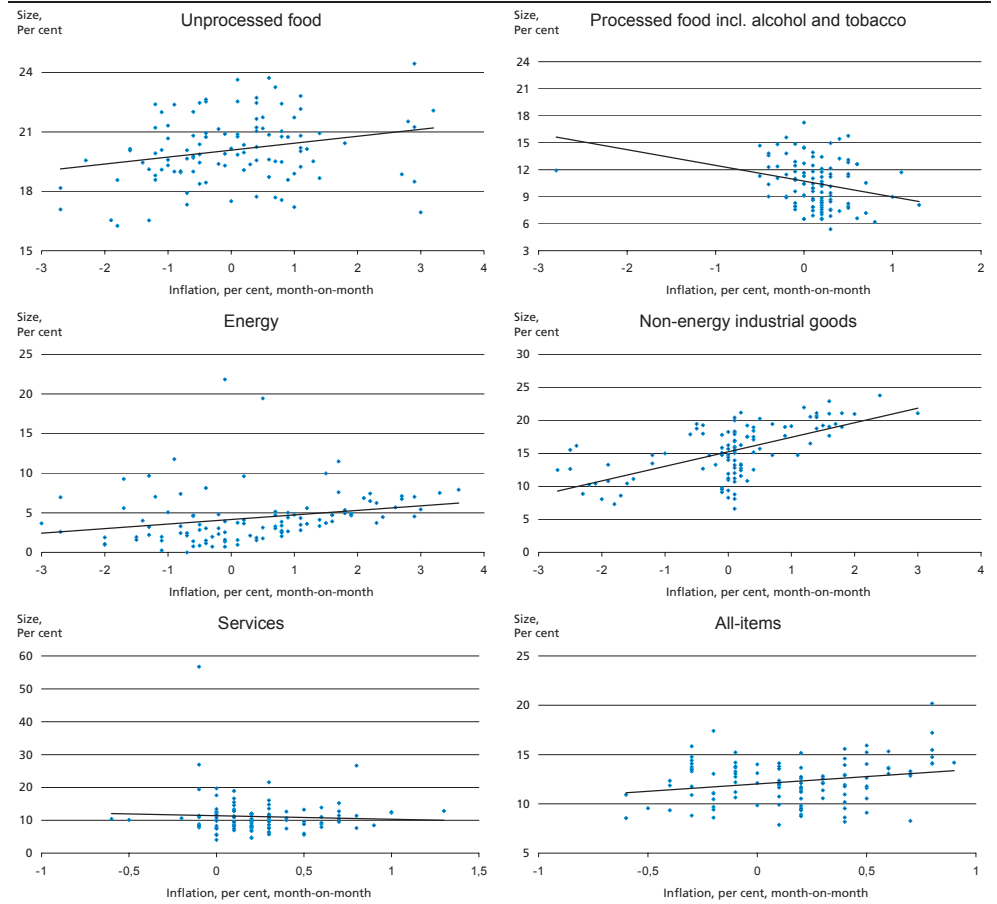 Size,
Per cent
Unprocessed food
24
21
18
15
-3 -2 -1 0 1 2 3 4
Inflation, per cent, month-on-month
Size,
Per cent
Processed food incl. alcohol and tobacco
24
21
18
15
12
9
6
3
-3 -2 -1 0 1 2
Inflation, per cent, month-on-month
Size,
Per cent
Energy
25
20
15
10
5
0
-3 -2 -1 0 1 2 3 4
Inflation, per cent, month-on-month
Size,
Per cent
Non-energy industrial goods
30
25
20
15
10
5
0
-3 -2 -1 0 1 2 3 4
Inflation, per cent, month-on-month
Size,
Per cent
Services
60
50
40
30
20
10
0
-1 -0,5 0 0,5 1 1,5
Inflation, per cent, month-on-month
Size,
Per cent
All-items
25
20
15
10
5
-1 -0,5 0 0,5 1
Inflation, per cent, month-on-month